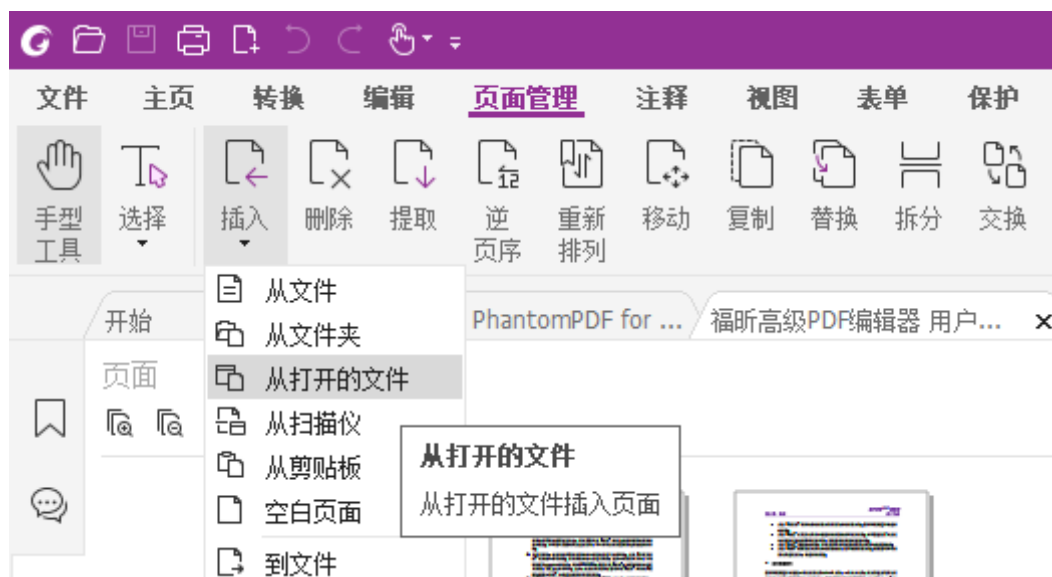 文件 主页 转换 编辑 页面管理 注释 视图 表单 保护
手型工具 选择 插入 删除 提取 逆页序 重新排列 移动 复制 替换 拆分 交换
开始 PhantomPDF for ... 福昕高级PDF编辑器 用户...
页面
从文件
从文件夹
从打开的文件
从扫描仪
从剪贴板
空白页面
到文件
从打开的文件
从打开的文件插入页面